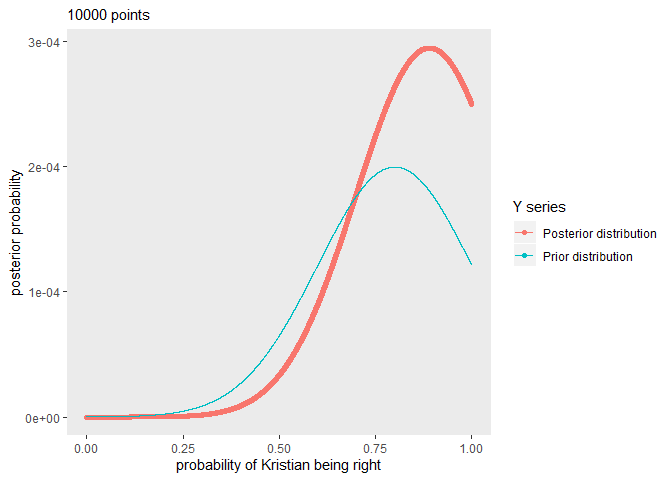 10000 points
3e-04
2e-04
1e-04
0e+00
posterior probability
0.00 0.25 0.50 0.75 1.00
probability of Kristian being right
Y series
Posterior distribution
Prior distribution